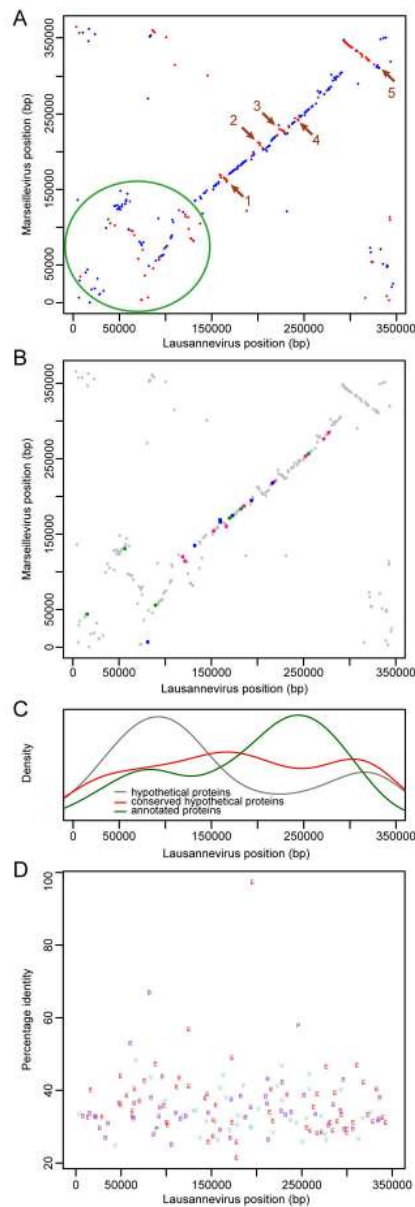 A
Marseillevirus position (bp)
0
50000
150000
250000
350000
1
2
3
4
5
0
50000
150000
250000
350000
Lausannevirus position (bp)
B
Marseillevirus position (bp)
0
50000
150000
250000
350000
0
50000
150000
250000
350000
Lausannevirus position (bp)
C
Density
hypothetical proteins
conserved hypothetical proteins
annotated proteins
0
50000
150000
250000
350000
Lausannevirus position (bp)
D
Percentage identity
20
40
60
80
100
0
50000
150000
250000
350000
Lausannevirus position (bp)